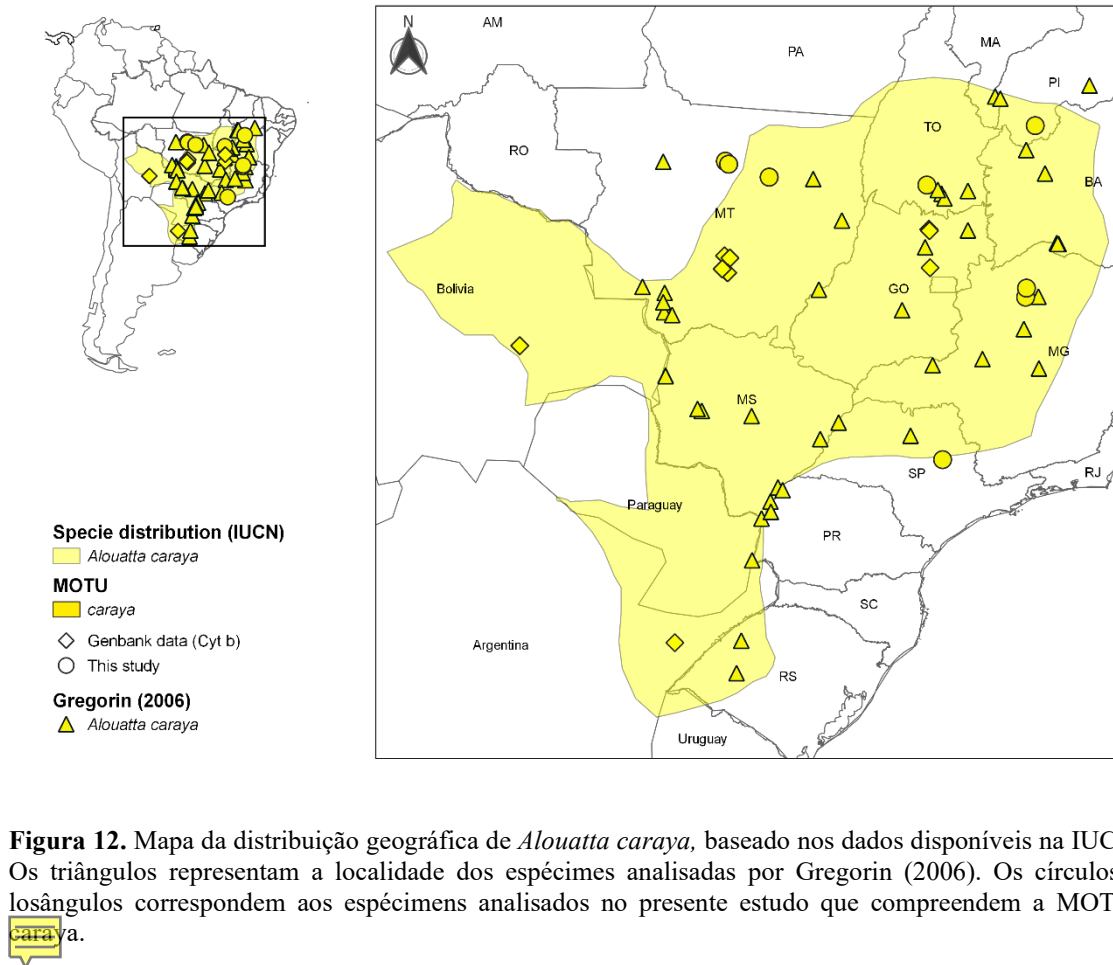 N
AM
PA
MA
PI
RO
TO
BA
MT
Bolivia
GO
MG
MS
SP
RJ
Paraguay
PR
SC
Argentina
RS
Uruguay
Specie distribution (IUCN)
Alouatta caraya
MOTU
caraya
Genbank data (Cyt b)
This study
Gregorin (2006)
Alouatta caraya
Figura 12. Mapa da distribuição geográfica de Alouatta caraya, baseado nos dados disponíveis na IUC
Os triângulos representam a localidade dos espécimes analisadas por Gregorin (2006). Os círculos
losângulos correspondem aos espécimens analisados no presente estudo que compreendem a MOT
caraya.